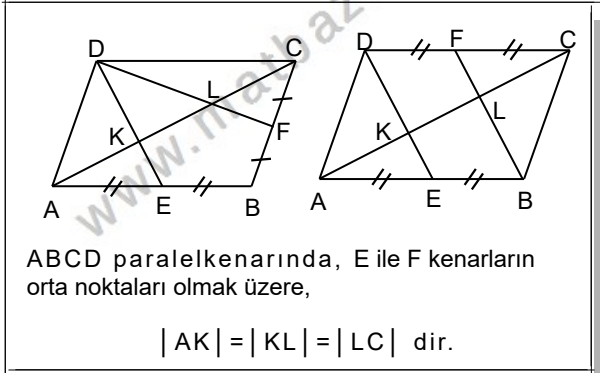 D C
L
K
F
A E B
D F C
K L
A E B
www.matbaz
ABCD paralelkenarında, E ile F kenarların
orta noktaları olmak üzere,
|AK|=|KL|=|LC| dir.